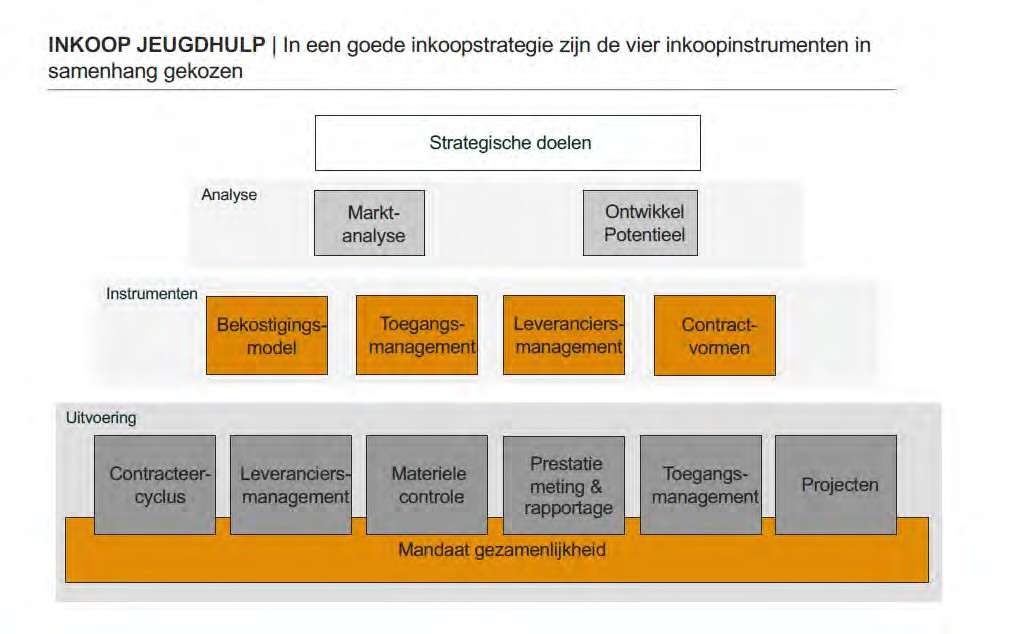 INKOOP JEUGDHULP | In een goede inkoopstrategie zijn de vier inkoopinstrumenten in
samenhang gekozen
Strategische doelen
Analyse
Markt-
analyse
Ontwikkel
Potentieel
Instrumenten
Bekostigings-
model
Toegangs-
management
Leveranciers-
management
Contract-
vormen
Uitvoering
Contracteer-
cyclus
Leveranciers-
management
Materiele
controle
Prestatie
meting &
rapportage
Toegangs-
management
Projecten
Mandaat gezamenlijkheid